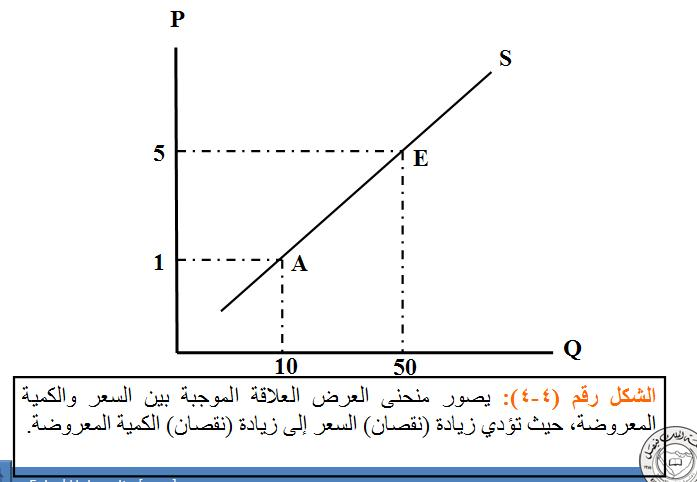 P
S
5
E
1
A
10
50
Q
الشكل رقم (٤-٤): يصور منحنى العرض العلاقة الموجبة بين السعر والكمية
المعروضة، حيث تؤدي زيادة (نقصان) السعر إلى زيادة (نقصان) الكمية المعروضة.